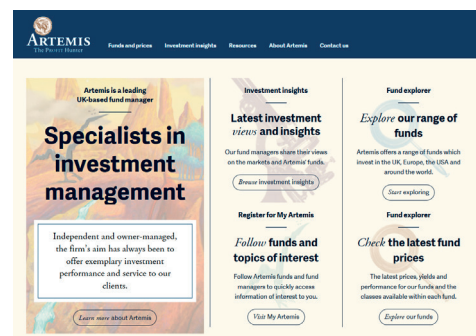 ARTEMIS
The PROFIT Hunter
Funds and prices
Investment insights
Resources
About Artemis
Contact us
Artemis is a leading
UK-based fund manager
Specialists in
investment
management
Independent and owner-managed,
the firm's aim has always been to
offer exemplary investment
performance and service to our
clients.
Learn more about Artemis
Investment insights
Latest investment
views and insights
Our fund managers share their views
on the markets and Artemis' funds.
Browse investment insights
Fund explorer
Explore our range of
funds
Artemis offers a range of funds which
invest in the UK, Europe, the USA and
around the world.
Start exploring
Register for My Artemis
Follow funds and
topics of interest
Follow Artemis funds and fund
managers to quickly access
information of interest to you.
Visit My Artemis
Fund explorer
Check the latest fund
prices
The latest prices, yields and
performance for our funds and the
classes available within each fund.
Explore our funds